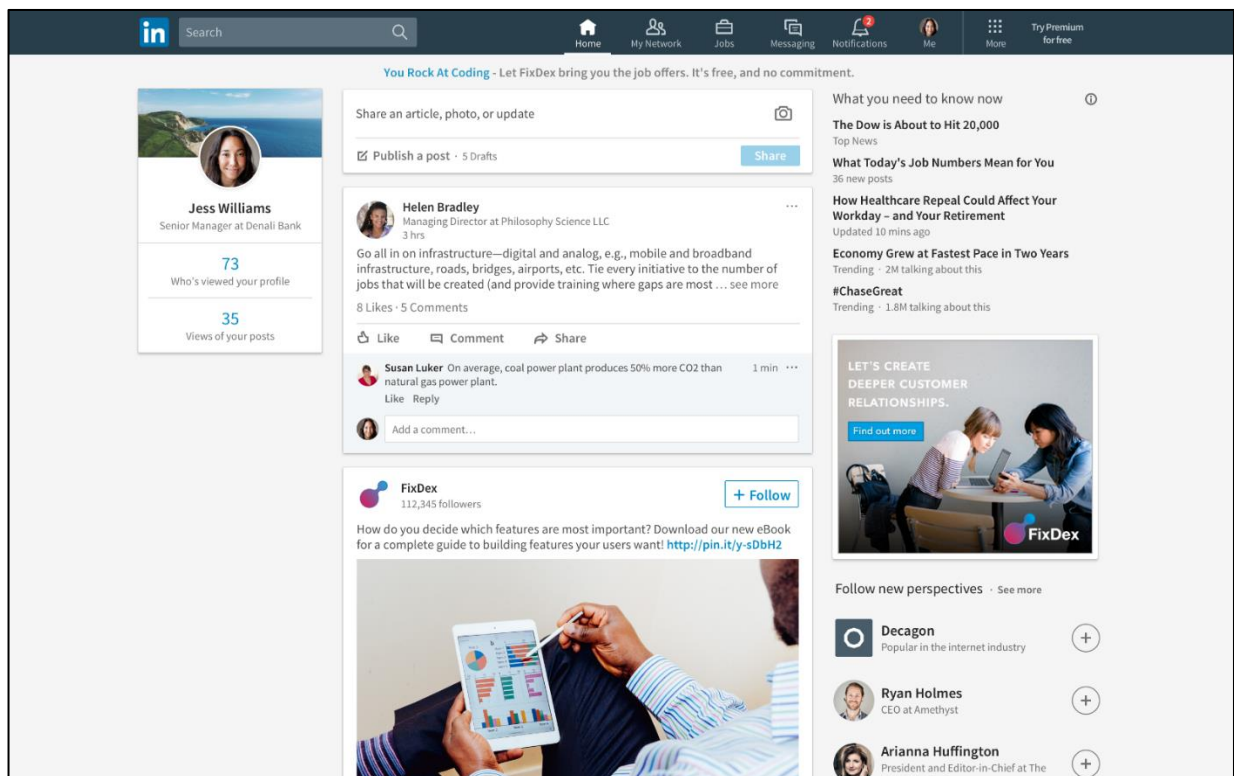 in
Search
Home
My Network
Jobs
Messaging
2
Notifications
Me
More
Try Premium
for free
You Rock At Coding - Let FixDex bring you the job offers. It's free, and no commitment.
Jess Williams
Senior Manager at Denali Bank
73
Who's viewed your profile
35
Views of your posts
Share an article, photo, or update
Publish a post · 5 Drafts
Share
Helen Bradley
Managing Director at Philosophy Science LLC
3 hrs
Go all in on infrastructure—digital and analog, e.g., mobile and broadband
infrastructure, roads, bridges, airports, etc. Tie every initiative to the number of
jobs that will be created (and provide training where gaps are most … see more
8 Likes · 5 Comments
Like
Comment
Share
Susan Luker On average, coal power plant produces 50% more CO2 than
natural gas power plant.
1 min
Like Reply
Add a comment…
FixDex
112,345 followers
+ Follow
How do you decide which features are most important? Download our new eBook
for a complete guide to building features your users want! http://pin.it/y-sDbH2
What you need to know now
The Dow is About to Hit 20,000
Top News
What Today's Job Numbers Mean for You
36 new posts
How Healthcare Repeal Could Affect Your
Workday – and Your Retirement
Updated 10 mins ago
Economy Grew at Fastest Pace in Two Years
Trending · 2M talking about this
#ChaseGreat
Trending · 1.8M talking about this
LET'S CREATE
DEEPER CUSTOMER
RELATIONSHIPS.
Find out more
FixDex
Follow new perspectives · See more
Decagon
Popular in the internet industry
Ryan Holmes
CEO at Amethyst
Arianna Huffington
President and Editor-in-Chief at The